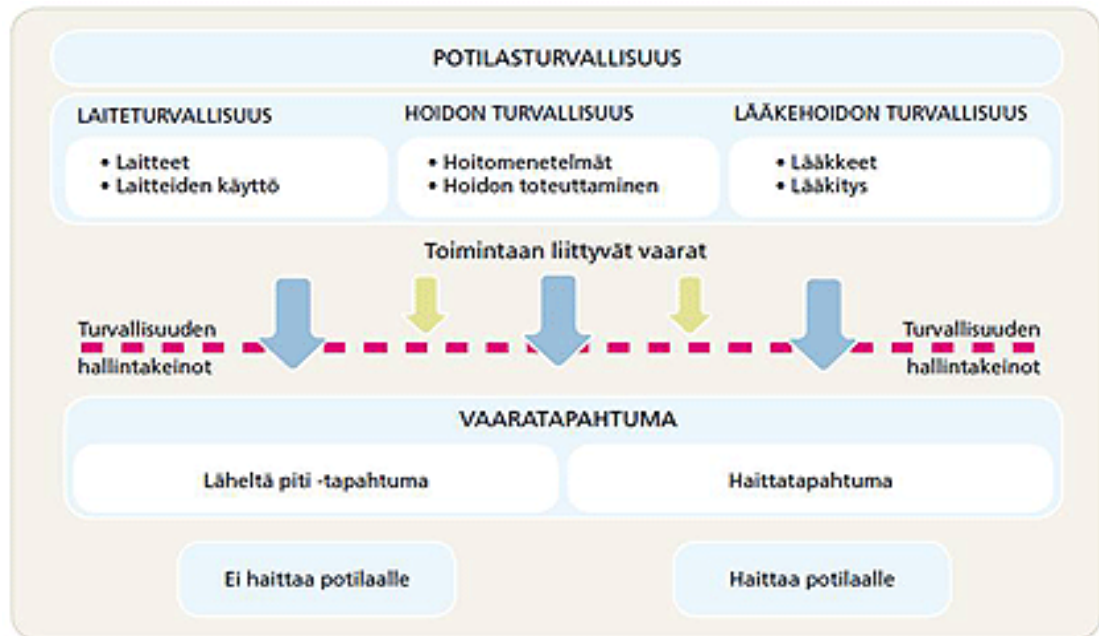 POTILASTURVALLISUUS
LAITETURVALLISUUS
• Laitteet
• Laitteiden käyttö
HOIDON TURVALLISUUS
• Hoitomenetelmät
• Hoidon toteuttaminen
LÄÄKEHOIDON TURVALLISUUS
• Lääkkeet
• Lääkitys
Toimintaan liittyvät vaarat
Turvallisuuden
hallintakeinot
Turvallisuuden
hallintakeinot
VAARATAPAHTUMA
Läheltä piti -tapahtuma
Haittatapahtuma
Ei haittaa potilaalle
Haittaa potilaalle